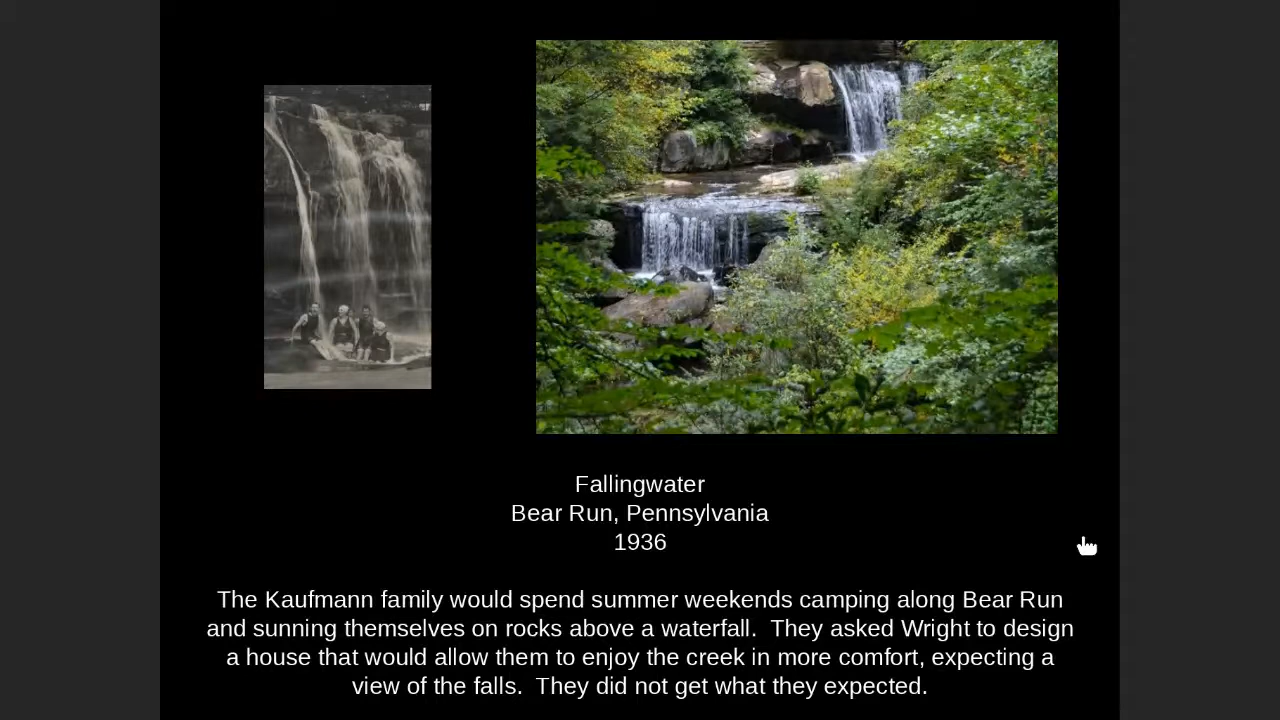 Fallingwater
Bear Run, Pennsylvania
1936
The Kaufmann family would spend summer weekends camping along Bear Run
and sunning themselves on rocks above a waterfall.  They asked Wright to design
a house that would allow them to enjoy the creek in more comfort, expecting a
view of the falls.  They did not get what they expected.